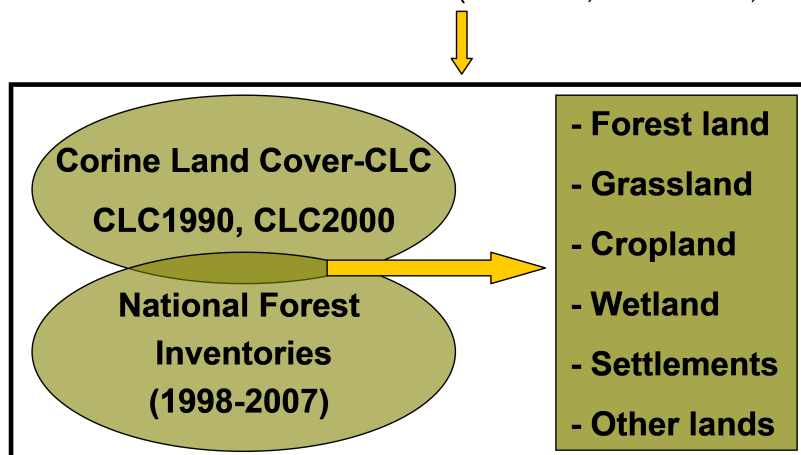 Corine Land Cover-CLC
CLC1990, CLC2000
National Forest
Inventories
(1998-2007)
- Forest land
- Grassland
- Cropland
- Wetland
- Settlements
- Other lands